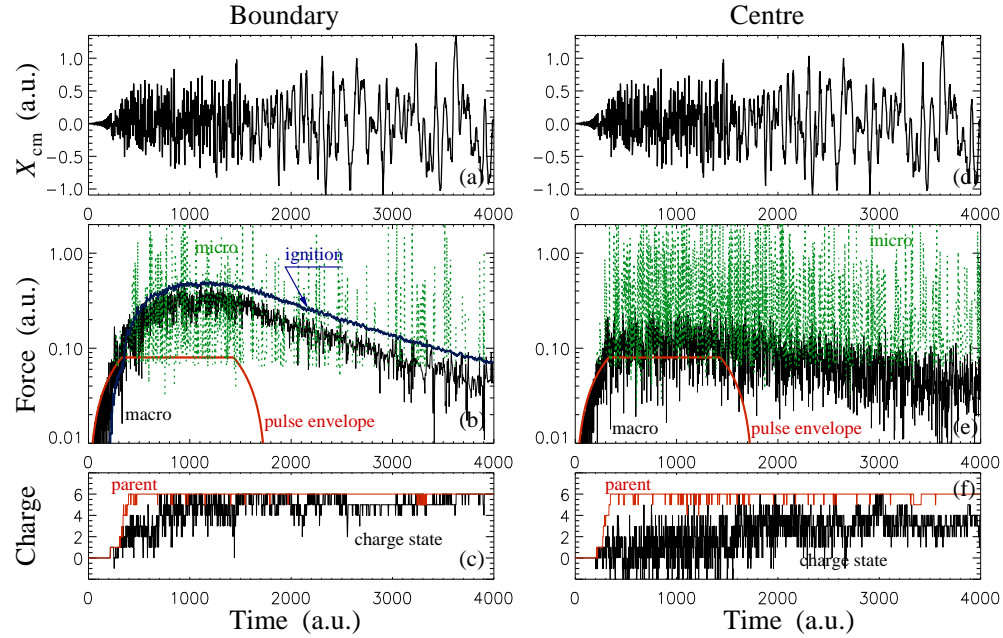 Boundary
Centre
X cm (a.u.)
1.0
0.5
0.0
−0.5
−1.0
(a)
0 1000 2000 3000 4000
1.0
0.5
0.0
−0.5
−1.0
(d)
0 1000 2000 3000 4000
Force (a.u.)
1.00
0.10
0.01
micro
ignition
macro
pulse envelope
(b)
0 1000 2000 3000 4000
1.00
0.10
0.01
micro
macro
pulse envelope
(e)
0 1000 2000 3000 4000
Charge
6
4
2
0
parent
charge state
(c)
0 1000 2000 3000 4000
Time (a.u.)
6
4
2
0
parent
(f)
charge state
0 1000 2000 3000 4000
Time (a.u.)